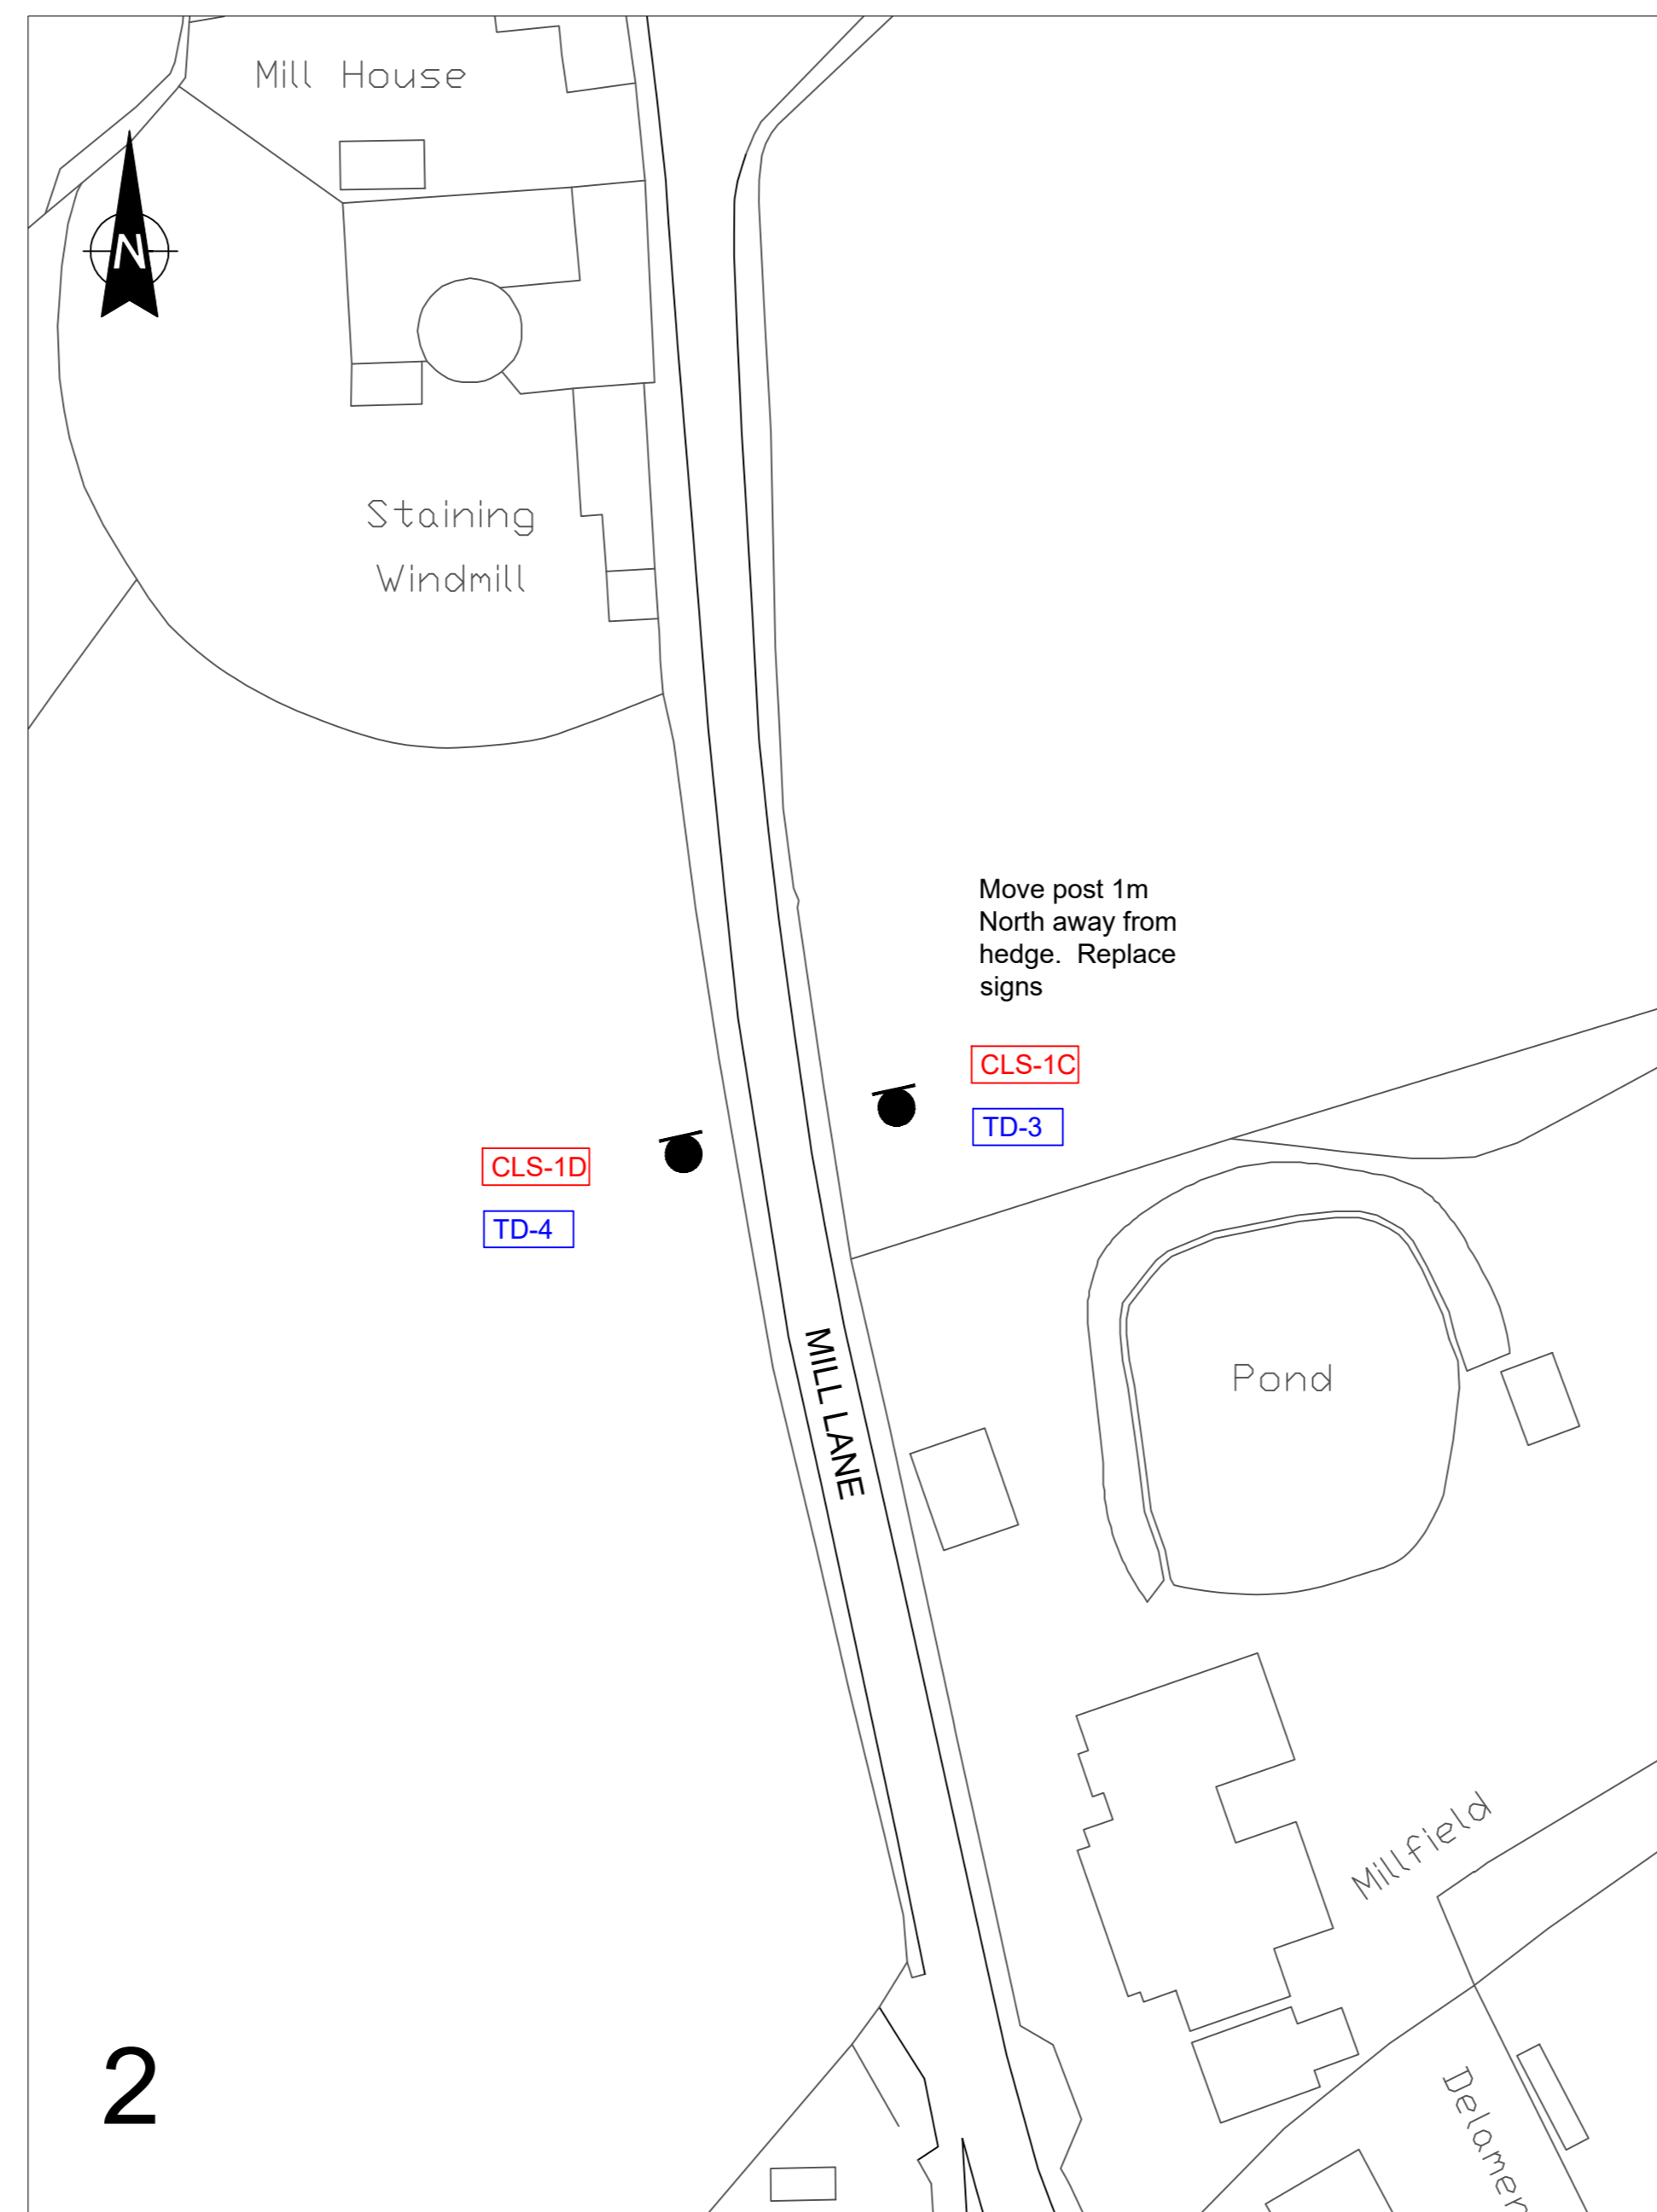 Mill House
N
Staining
Windmill
Move post 1m
North away from
hedge. Replace
signs
CLS-1C
TD-3
CLS-1D
TD-4
MILL LANE
Pond
Millfield
2